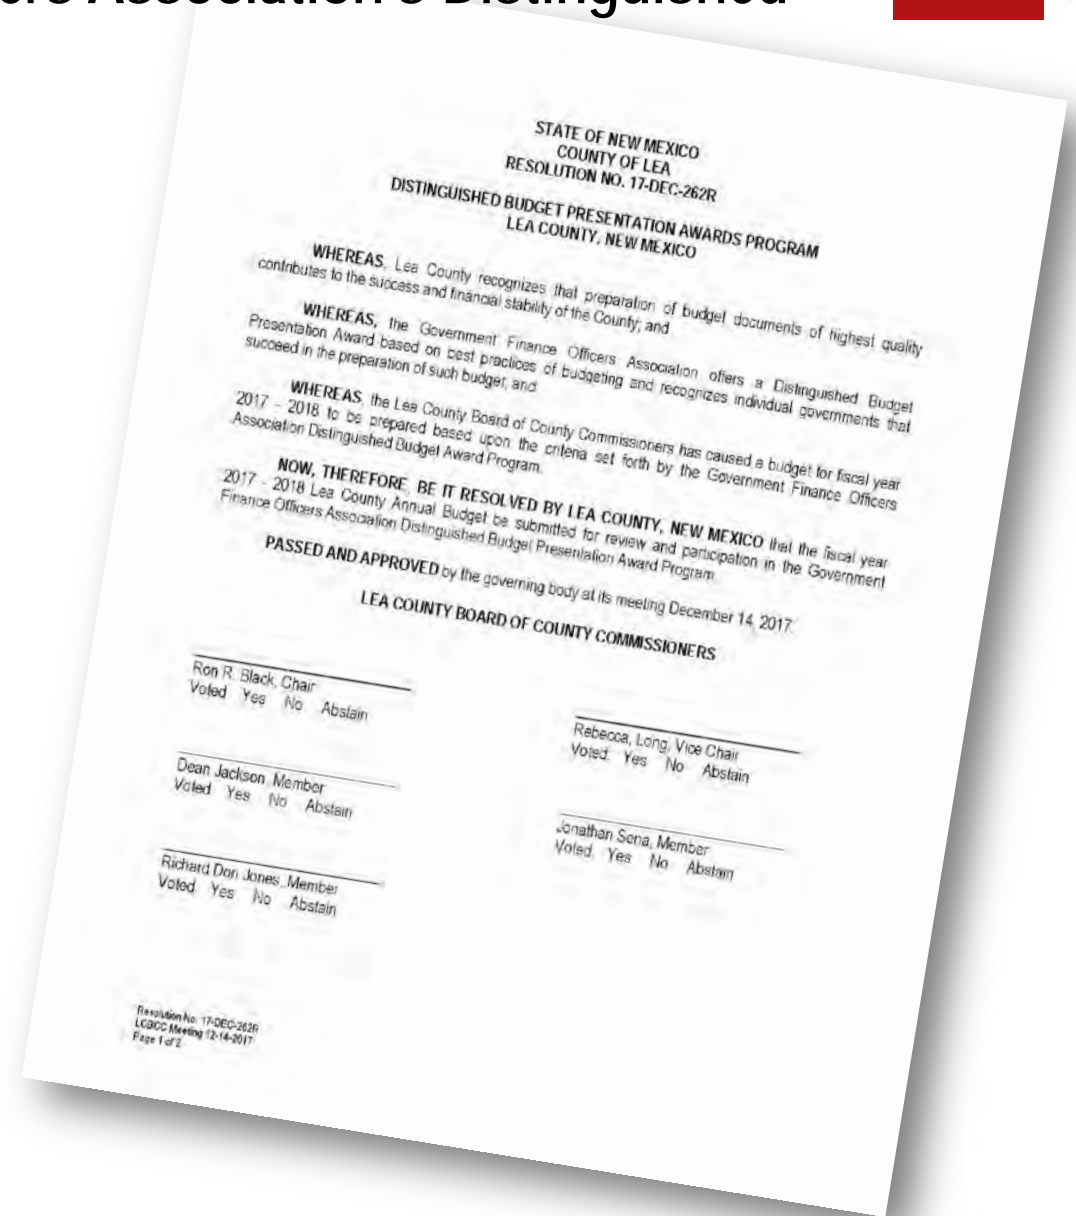 Association's Distinguished
STATE OF NEW MEXICO
COUNTY OF LEA
RESOLUTION NO. 17-DEC-262R
DISTINGUISHED BUDGET PRESENTATION AWARDS PROGRAM
LEA COUNTY, NEW MEXICO
WHEREAS, Lea County recognizes that preparation of budget documents of highest quality
contributes to the success and financial stability of the County; and
WHEREAS, the Government Finance Officers Association offers a Distinguished Budget
Presentation Award based on best practices of budgeting and recognizes individual governments that
succeed in the preparation of such budget; and
WHEREAS, the Lea County Board of County Commissioners has caused a budget for fiscal year
2017 - 2018 to be prepared based upon the criteria set forth by the Government Finance Officers
Association Distinguished Budget Award Program.
NOW, THEREFORE, BE IT RESOLVED BY LEA COUNTY, NEW MEXICO that the fiscal year
2017 - 2018 Lea County Annual Budget be submitted for review and participation in the Government
Finance Officers Association Distinguished Budget Presentation Award Program.
PASSED AND APPROVED by the governing body at its meeting December 14, 2017.
LEA COUNTY BOARD OF COUNTY COMMISSIONERS
Ron R. Black, Chair
Voted: Yes No Abstain
Rebecca, Long, Vice Chair
Voted: Yes No Abstain
Dean Jackson, Member
Voted: Yes No Abstain
Jonathan Sena, Member
Voted: Yes No Abstain
Richard Don Jones, Member
Voted: Yes No Abstain
Resolution No. 17-DEC-262R
LCBCC Meeting 12-14-2017
Page 1 of 2